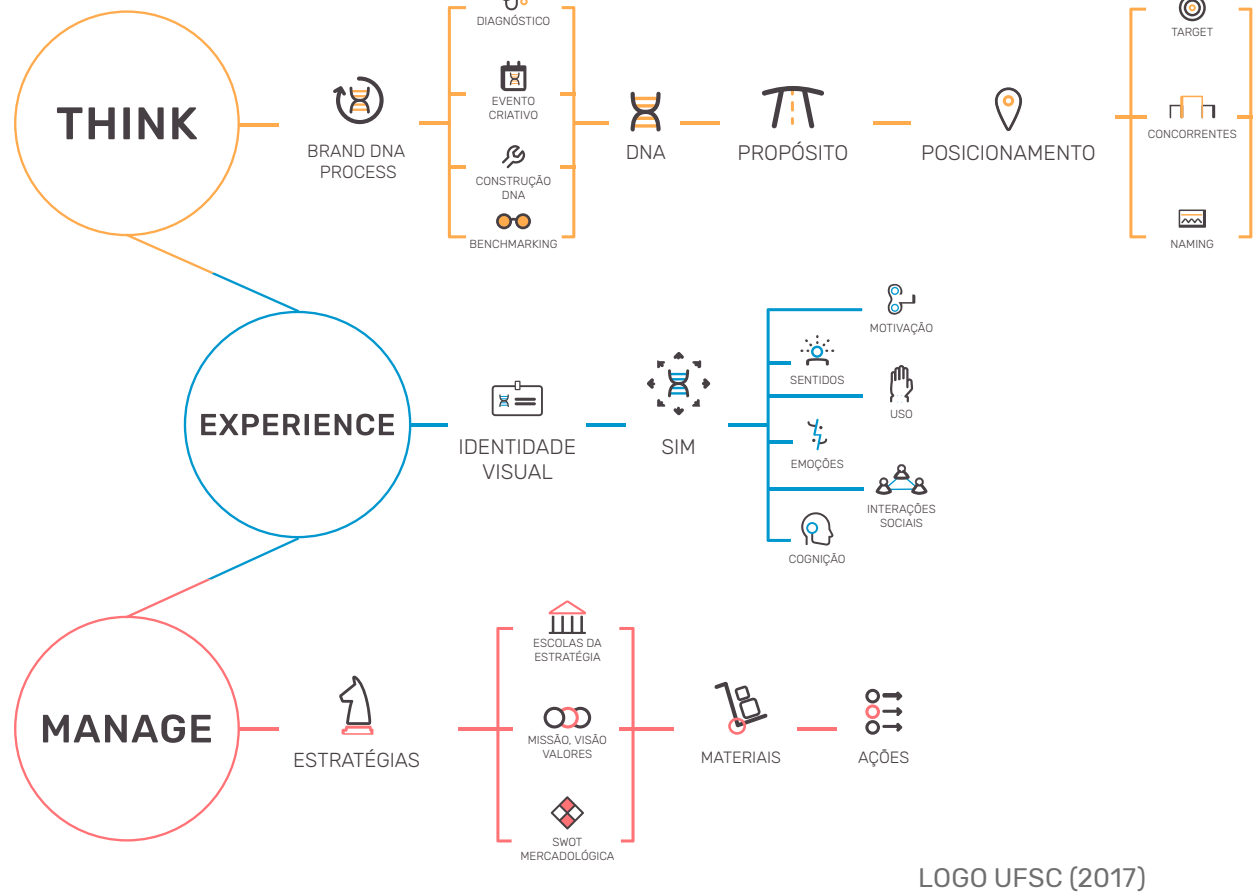 THINK
BRAND DNA
PROCESS
DIAGNÓSTICO
EVENTO
CRIATIVO
CONSTRUÇÃO
DNA
BENCHMARKING
DNA
PROPÓSITO
POSICIONAMENTO
TARGET
CONCORRENTES
NAMING
EXPERIENCE
IDENTIDADE
VISUAL
SIM
MOTIVAÇÃO
SENTIDOS
USO
EMOÇÕES
INTERAÇÕES
SOCIAIS
COGNIÇÃO
MANAGE
ESTRATÉGIAS
ESCOLAS DA
ESTRATÉGIA
MISSÃO, VISÃO
VALORES
SWOT
MERCADOLÓGICA
MATERIAIS
AÇÕES
LOGO UFSC (2017)